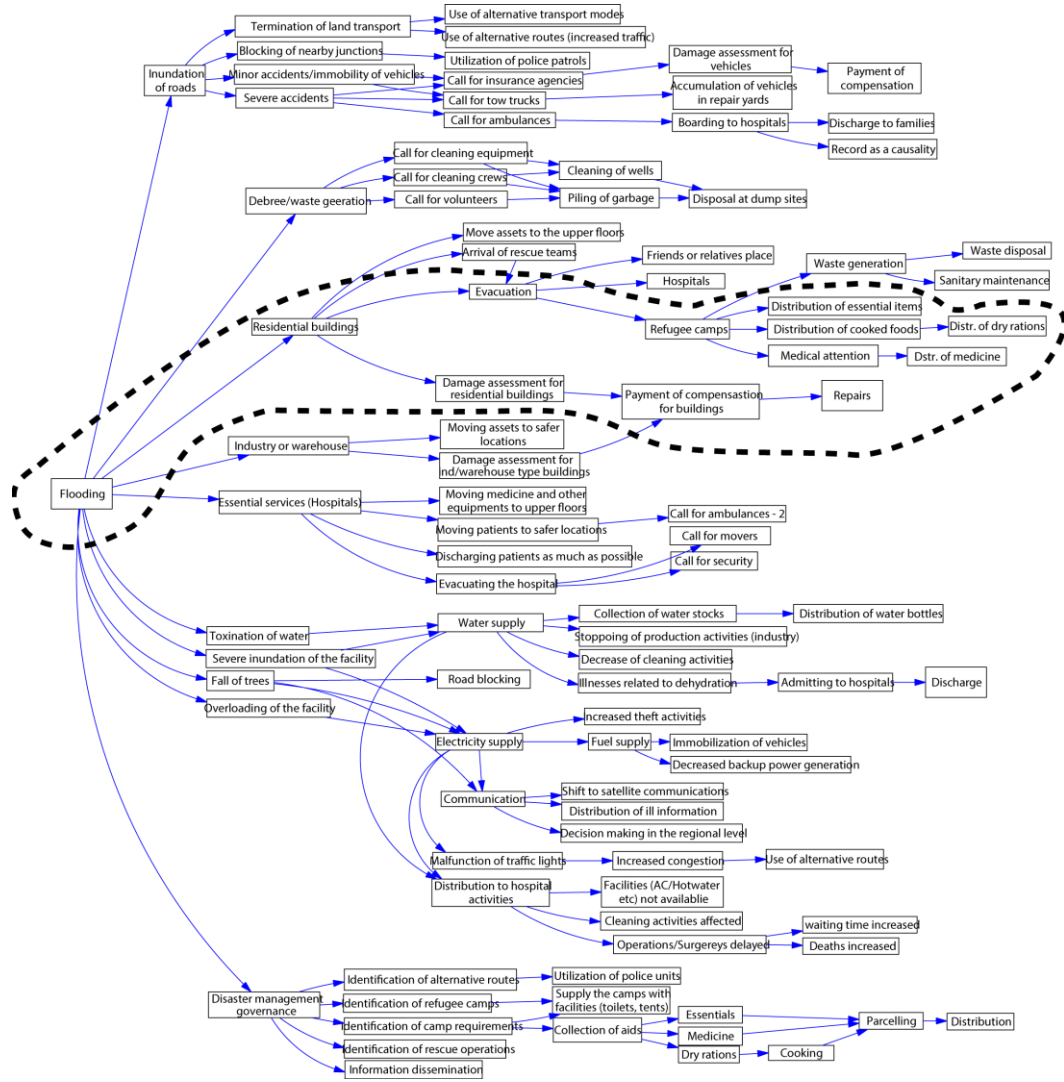 Termination of land transport
Use of alternative transport modes
Use of alternative routes (increased traffic)
Blocking of nearby junctions
Utilization of police patrols
Inundation
of roads
Minor accidents/immobility of vehicles
Call for insurance agencies
Damage assessment for
vehicles
Payment of
compensation
Severe accidents
Call for tow trucks
Accumulation of vehicles
in repair yards
Call for ambulances
Boarding to hospitals
Discharge to families
Record as a causality
Call for cleaning equipment
Cleaning of wells
Call for cleaning crews
Debree/waste geeration
Call for volunteers
Piling of garbage
Disposal at dump sites
Move assets to the upper floors
Arrival of rescue teams
Friends or relatives place
Waste generation
Waste disposal
Hospitals
Sanitary maintenance
Evacuation
Distribution of essential items
Residential buildings
Refugee camps
Distribution of cooked foods
Distr. of dry rations
Medical attention
Dstr. of medicine
Damage assessment for
residential buildings
Payment of compensation
for buildings
Repairs
Industry or warehouse
Moving assets to safer
locations
Damage assessment for
nd/warehouse type buildings
Flooding
Essential services (Hospitals)
Moving medicine and other
equipments to upper floors
Moving patients to safer locations
Call for ambulances - 2
Call for movers
Discharging patients as much as possible
Call for security
Evacuating the hospital
Toxination of water
Water supply
Collection of water stocks
Distribution of water bottles
Stoppoing of production activities (industry)
Severe inundation of the facility
Decrease of cleaning activities
Fall of trees
Road blocking
Illnesses related to dehydration
Admitting to hospitals
Discharge
Overloading of the facility
ncreased theft activities
Electricity supply
Fuel supply
Immobilization of vehicles
Decreased backup power generation
Communication
Shift to satellite communications
Distribution of ill information
Decision making in the regional level
Malfunction of traffic lights
Increased congestion
Use of alternative routes
Distribution to hospital
activities
Facilities (AC/Hotwater
etc) not availablie
Cleaning activities affected
Operations/Surgereys delayed
waiting time increased
Deaths increased
Disaster management
governance
Identification of alternative routes
Utilization of police units
Identification of refugee camps
Supply the camps with
facilities (toilets, tents)
Identification of camp requirements
Collection of aids
Essentials
Medicine
Dry rations
Cooking
Parcelling
Distribution
Identification of rescue operations
Information dissemination